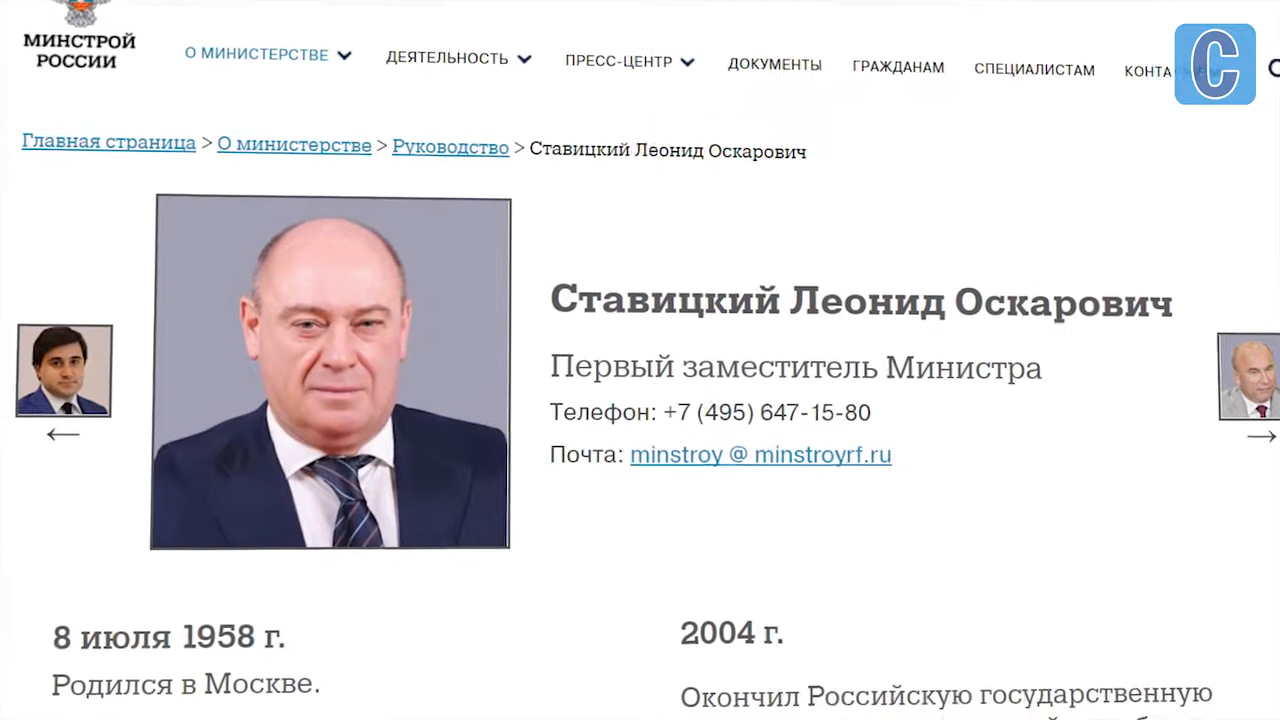 МИНСТРОЙ
РОССИИ
О МИНИСТЕРСТВЕ ДЕЯТЕЛЬНОСТЬ ПРЕСС-ЦЕНТР ДОКУМЕНТЫ ГРАЖДАНАМ СПЕЦИАЛИСТАМ КОНТА
С
Главная страница > О министерстве > Руководство > Ставицкий Леонид Оскарович
Ставицкий Леонид Оскарович
Первый заместитель Министра
Телефон: +7 (495) 647-15-80
Почта: minstroy @ minstroyrf.ru
8 июля 1958 г.
Родился в Москве.
2004 г.
Окончил Российскую государственную